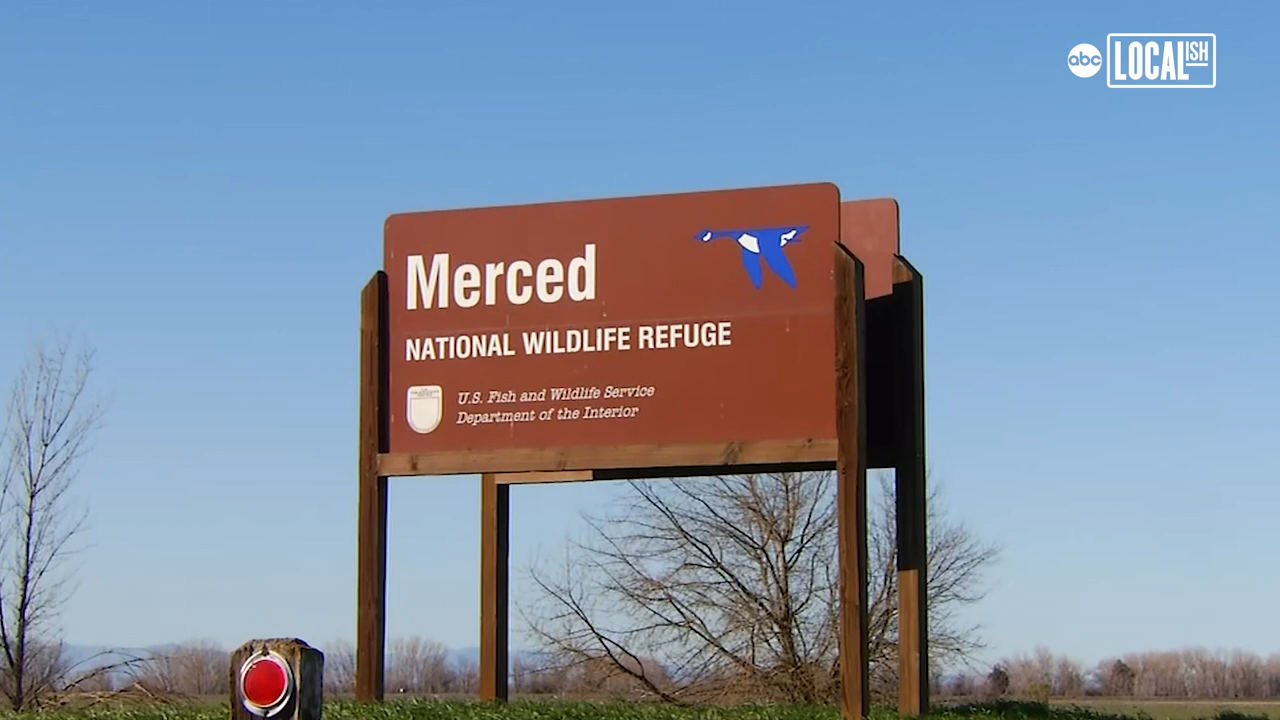 abc LOCALISH
Merced
NATIONAL WILDLIFE REFUGE
U.S. Fish and Wildlife Service
Department of the Interior